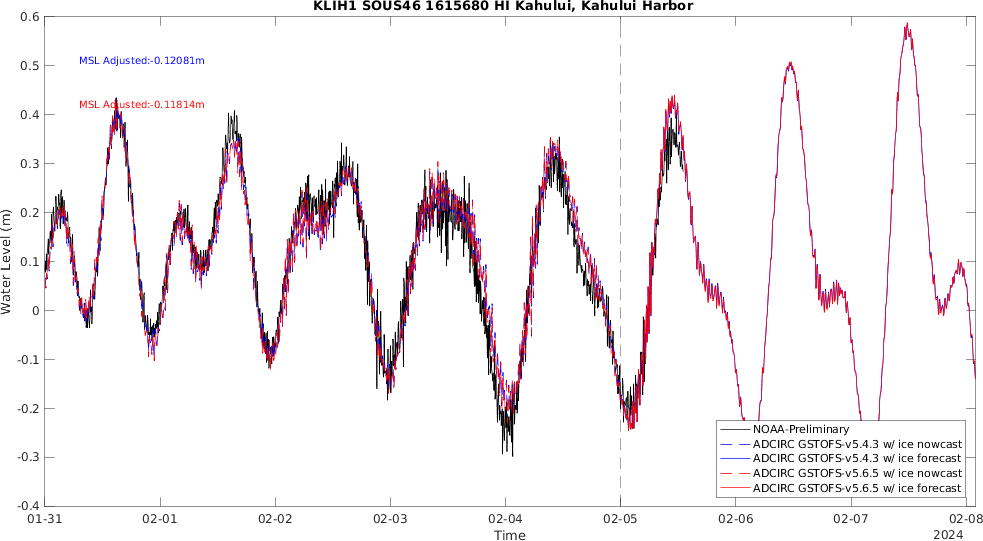 KLIH1 SOUS46 1615680 HI Kahului, Kahului Harbor
0.6
MSL Adjusted:-0.12081m
0.5
MSL Adjusted:-0.11814m
0.4
0.3
0.2
Water Level (m)
0.1
0
-0.1
-0.2
NOAA-Preliminary
ADCIRC GSTOFS-v5.4.3 w/ ice nowcast
-0.3
ADCIRC GSTOFS-v5.4.3 w/ ice forecast
ADCIRC GSTOFS-v5.6.5 w/ ice nowcast
ADCIRC GSTOFS-v5.6.5 w/ ice forecast
-0.4
01-31 02-01 02-02 02-03 02-04 02-05 02-06 02-07 02-08
Time
2024